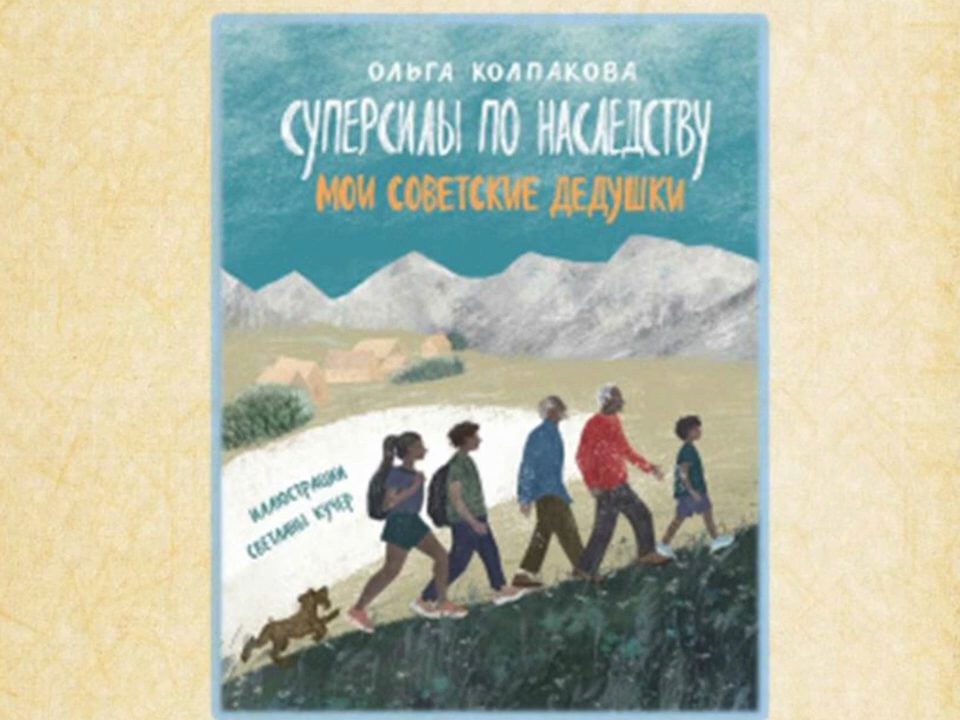 ОЛЬГА КОЛПАКОВА
СУПЕРСИЛЫ ПО НАСЛЕДСТВУ
МОИ СОВЕТСКИЕ ДЕДУШКИ
ИЛЛЮСТРАЦИИ
СВЕТЛАНЫ КУЧЕР